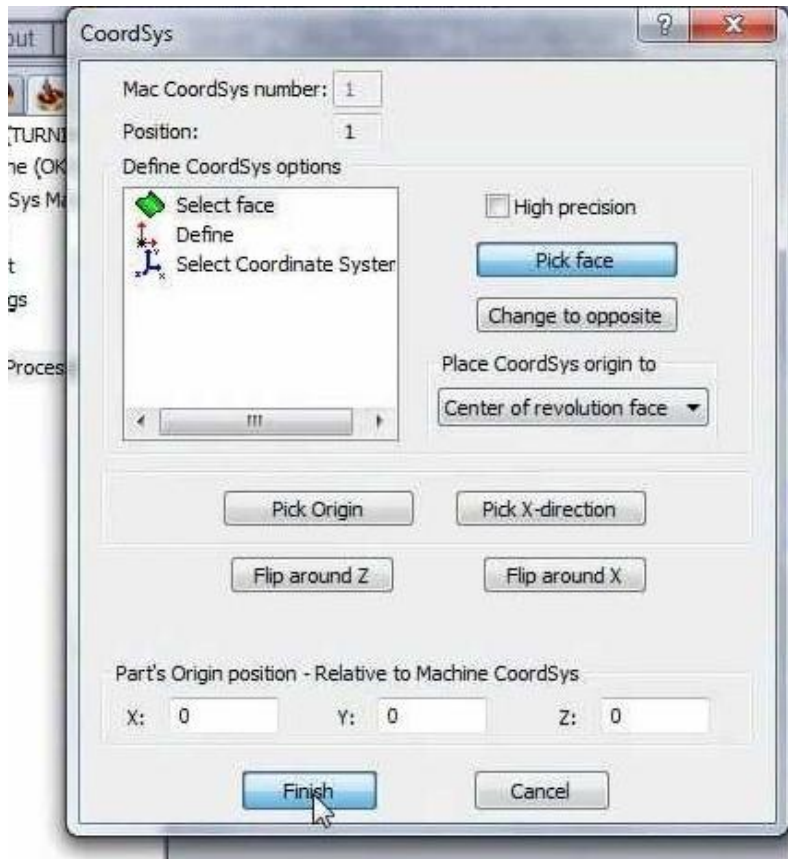 out
CoordSys
?
X
(TURNI
ne (OK
Sys Ma
t
gs
Proces
Mac CoordSys number: 1
Position: 1
Define CoordSys options
Select face
Define
Select Coordinate System
High precision
Pick face
Change to opposite
Place CoordSys origin to
Center of revolution face
Pick Origin
Pick X-direction
Flip around Z
Flip around X
Part's Origin position - Relative to Machine CoordSys
X: 0 Y: 0 Z: 0
Finish
Cancel